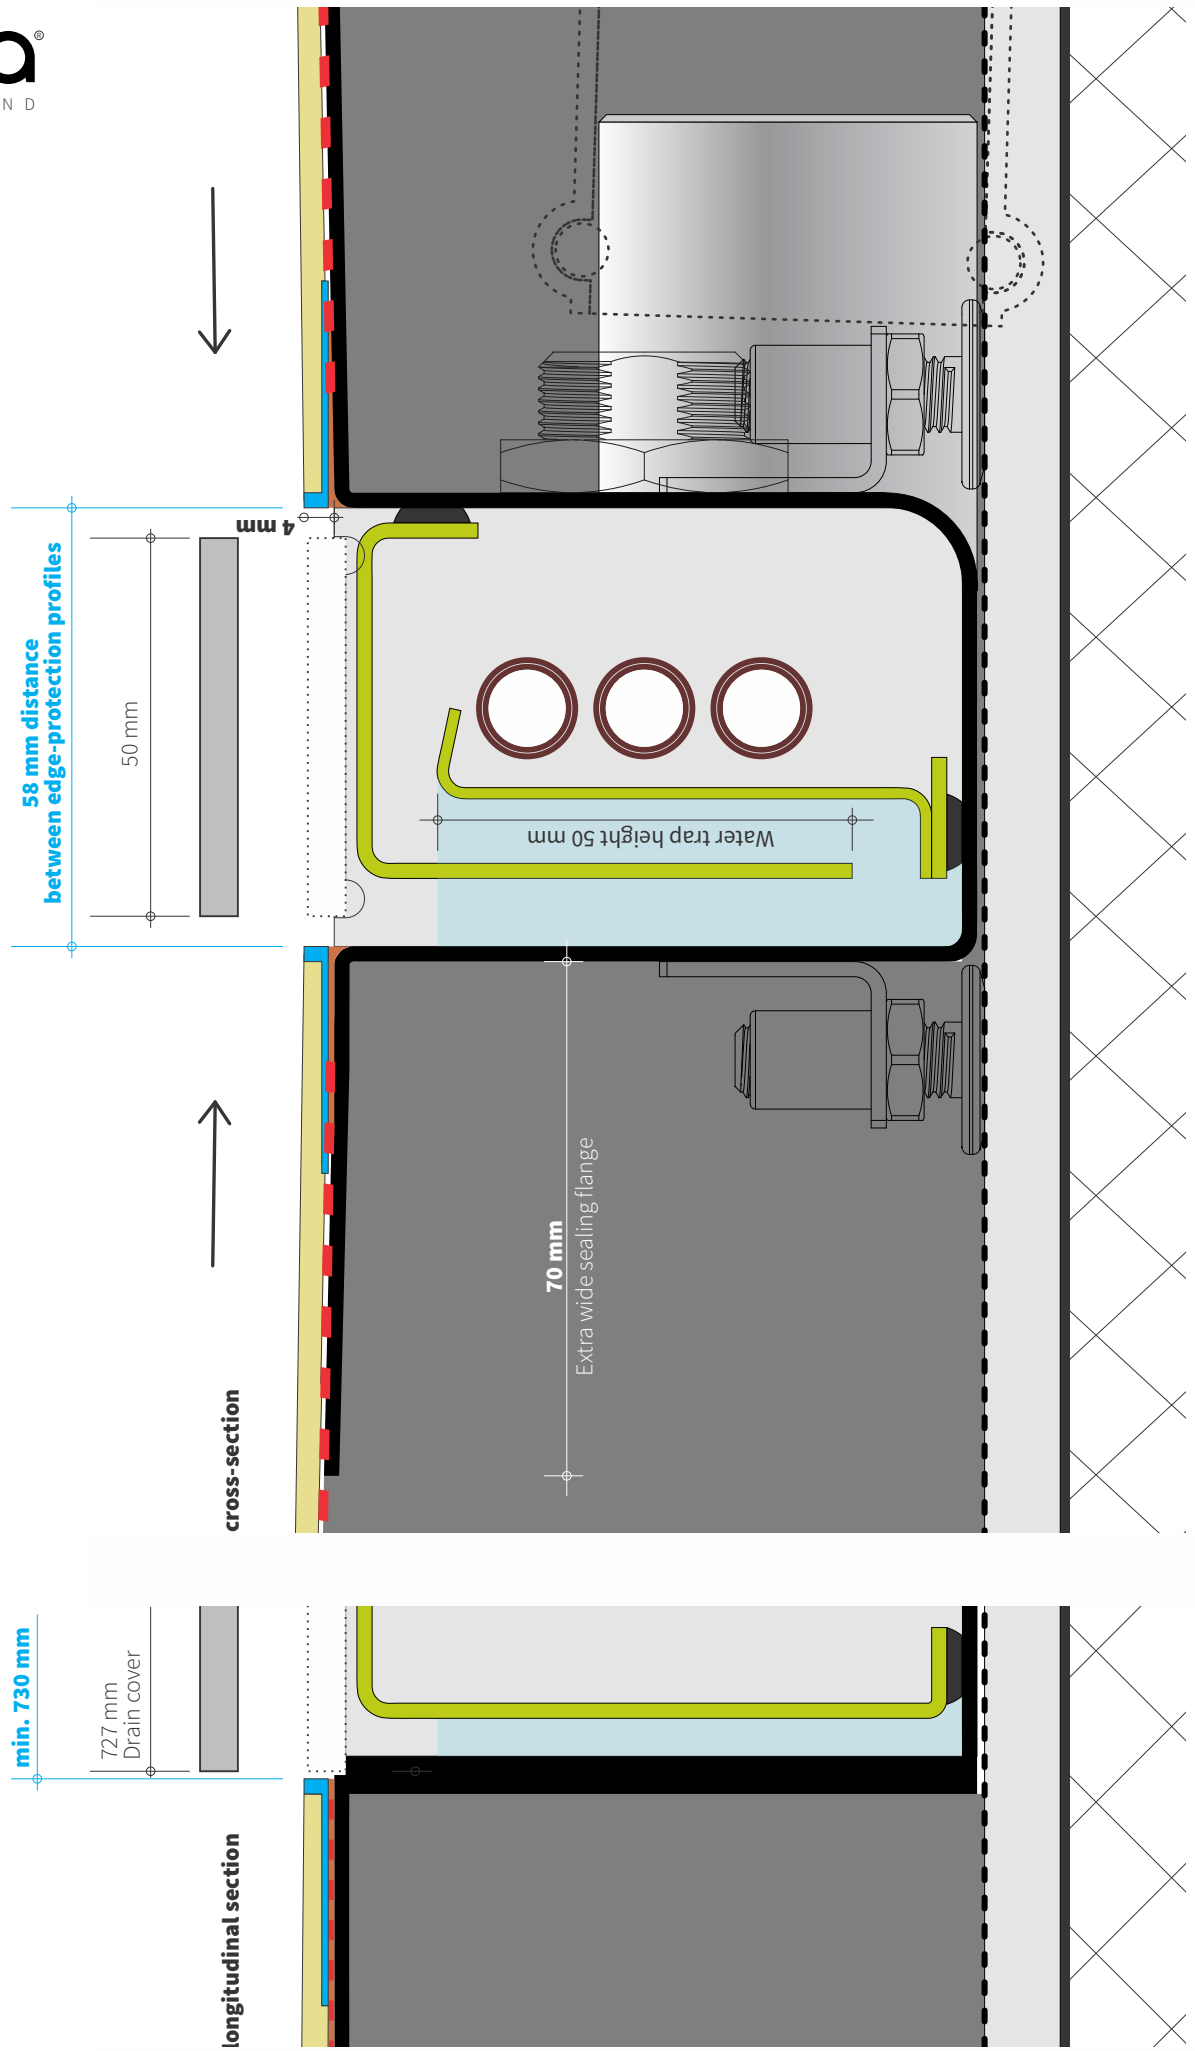 a®
N D
4 mm
58 mm distance
between edge-protection profiles
50 mm
Water trap height 50 mm
70 mm
Extra wide sealing flange
cross-section
min. 730 mm
727 mm
Drain cover
longitudinal section